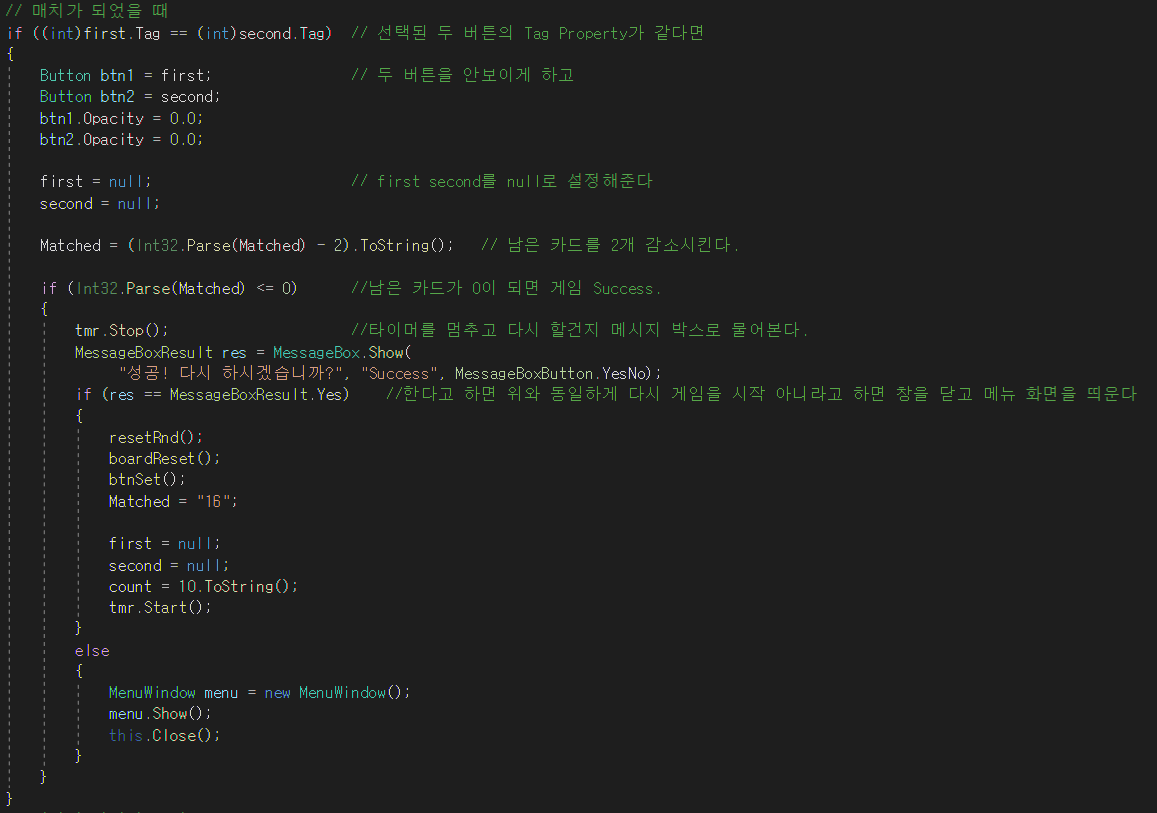 // 매치가 되었을 때
if ((int)first.Tag == (int)second.Tag)  // 선택된 두 버튼의 Tag Property가 같다면
{
    Button btn1 = first;                // 두 버튼을 안보이게 하고
    Button btn2 = second;
    btn1.Opacity = 0.0;
    btn2.Opacity = 0.0;

    first = null;                       // first second를 null로 설정해준다
    second = null;

    Matched = (Int32.Parse(Matched) - 2).ToString();   // 남은 카드를 2개 감소시킨다.

    if (Int32.Parse(Matched) <= 0)      //남은 카드가 0이 되면 게임 Success.
    {
        tmr.Stop();                     //타이머를 멈추고 다시 할건지 메시지 박스로 물어본다.
        MessageBoxResult res = MessageBox.Show(
             "성공! 다시 하시겠습니까?", "Success", MessageBoxButton.YesNo);
        if (res == MessageBoxResult.Yes)    //한다고 하면 위와 동일하게 다시 게임을 시작 아니라고 하면 창을 닫고 메뉴 화면을 띄운다
        {
            resetRnd();
            boardReset();
            btnSet();
            Matched = "16";

            first = null;
            second = null;
            count = 10.ToString();
            tmr.Start();
        }
        else
        {
            MenuWindow menu = new MenuWindow();
            menu.Show();
            this.Close();
        }
    }
}